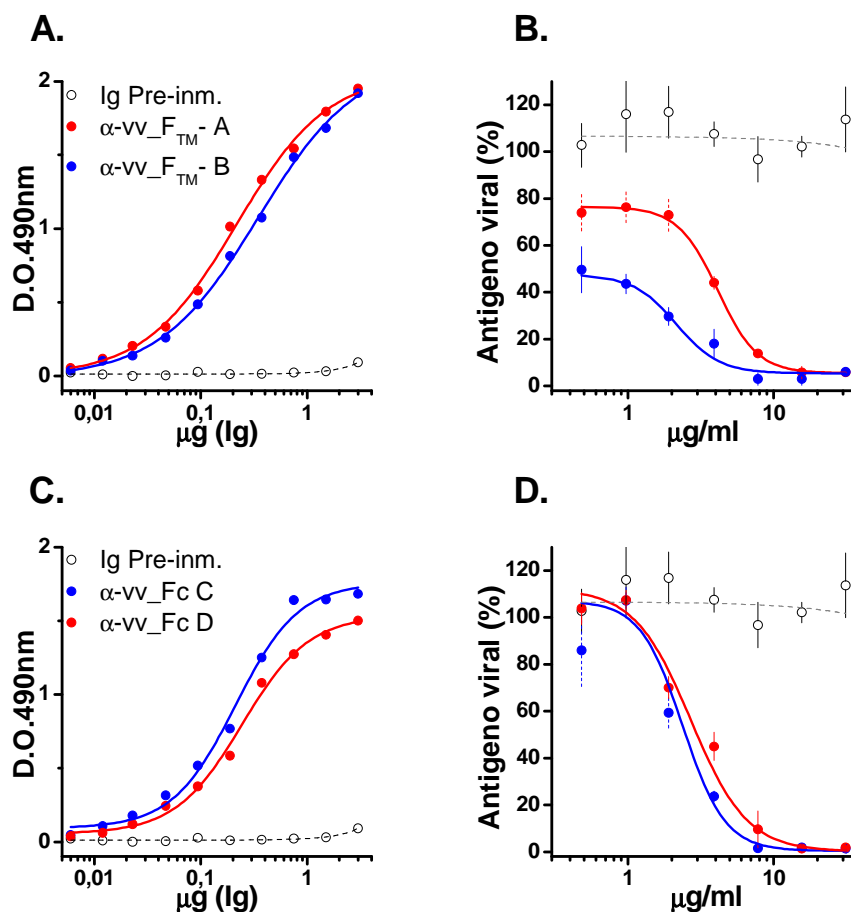 A.
2
1
0
D.O.490nm
Ig Pre-inm.
α-vv_FTM- A
α-vv_FTM- B
0,01
0,1
1
μg (Ig)
B.
120
100
80
60
40
20
0
Antigeno viral (%)
1
10
μg/ml
C.
2
1
0
D.O.490nm
Ig Pre-inm.
α-vv_Fc C
α-vv_Fc D
0,01
0,1
1
μg (Ig)
D.
120
100
80
60
40
20
0
Antigeno viral (%)
1
10
μg/ml